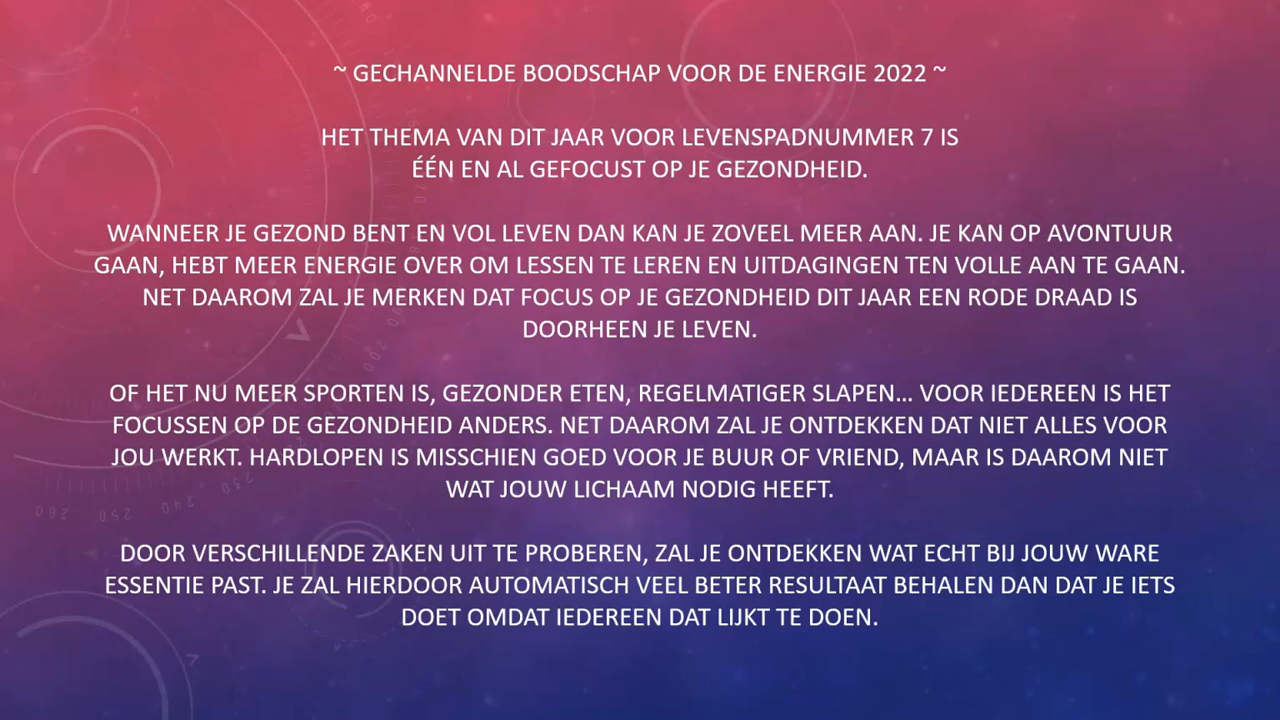 ~ GECHANNELDE BOODSCHAP VOOR DE ENERGIE 2022 ~
HET THEMA VAN DIT JAAR VOOR LEVENSPADNUMMER 7 IS
ÉÉN EN AL GEFOCUST OP JE GEZONDHEID.
WANNEER JE GEZOND BENT EN VOL LEVEN DAN KAN JE ZOVEEL MEER AAN. JE KAN OP AVONTUUR
GAAN, HEBT MEER ENERGIE OVER OM LESSEN TE LEREN EN UITDAGINGEN TEN VOLLE AAN TE GAAN.
NET DAAROM ZAL JE MERKEN DAT FOCUS OP JE GEZONDHEID DIT JAAR EEN RODE DRAAD IS
DOORHEEN JE LEVEN.
OF HET NU MEER SPORTEN IS, GEZONDER ETEN, REGELMATIGER SLAPEN... VOOR IEDEREEN IS HET
FOCUSSEN OP DE GEZONDHEID ANDERS. NET DAAROM ZAL JE ONTDEKKEN DAT NIET ALLES VOOR
JOU WERKT. HARDLOPEN IS MISSCHIEN GOED VOOR JE BUUR OF VRIEND, MAAR IS DAAROM NIET
WAT JOUW LICHAAM NODIG HEEFT.
DOOR VERSCHILLENDE ZAKEN UIT TE PROBEREN, ZAL JE ONTDEKKEN WAT ECHT BIJ JOUW WARE
ESSENTIE PAST. JE ZAL HIERDOOR AUTOMATISCH VEEL BETER RESULTAAT BEHALEN DAN DAT JE IETS
DOET OMDAT IEDEREEN DAT LIJKT TE DOEN.
200
230
240
250
260